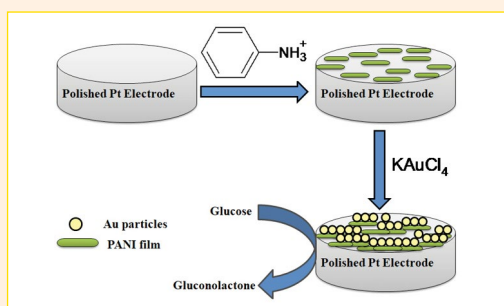 NH3+
Polished Pt Electrode
Polished Pt Electrode
KAuCl4
Au particles
PANI film
Glucose
Gluconolactone
Polished Pt Electrode